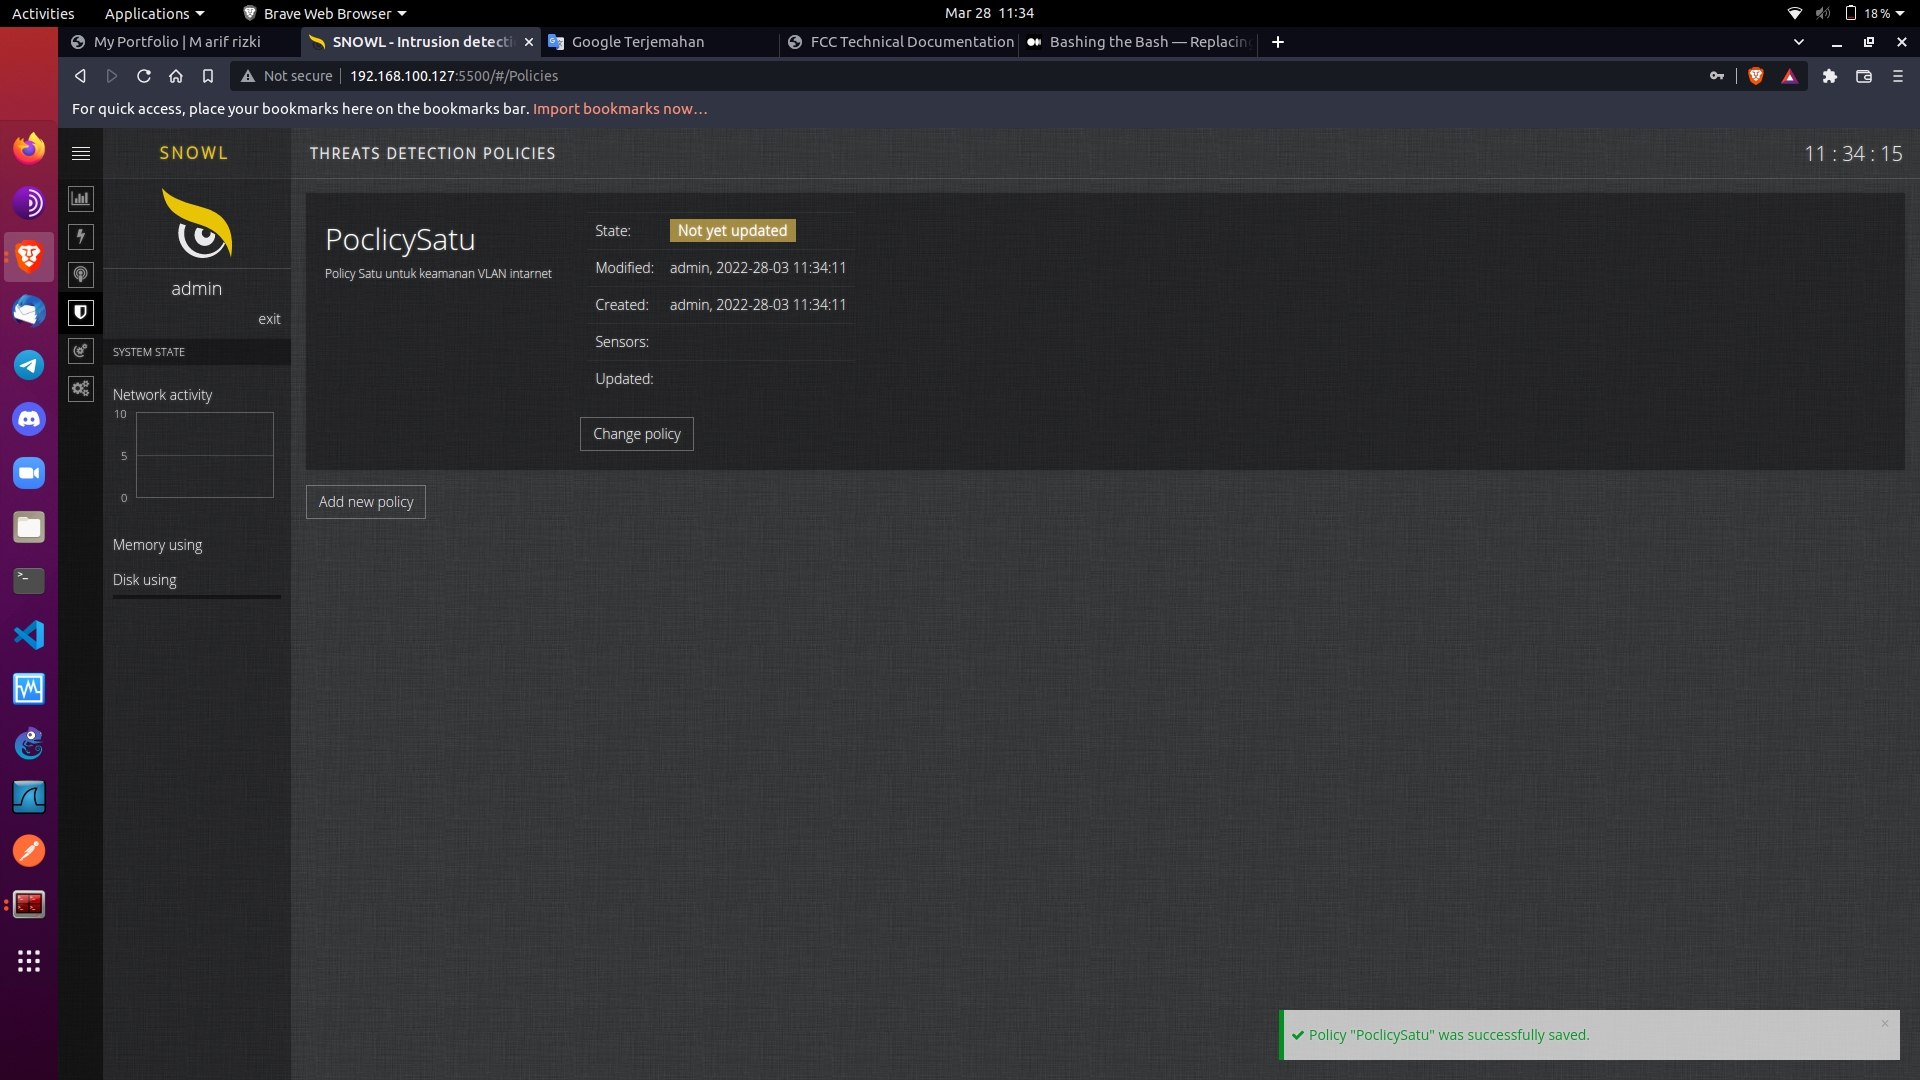 Activities Applications Brave Web Browser Mar 28 11:34 18 %
My Portfolio | M arif rizki SNOWL - Intrusion detecti Google Terjemahan FCC Technical Documentation Bashing the Bash — Replacing
Not secure 192.168.100.127:5500/#/Policies
For quick access, place your bookmarks here on the bookmarks bar. Import bookmarks now...
SNOWL THREATS DETECTION POLICIES 11 : 34 : 15
admin
exit
SYSTEM STATE
Network activity
10
5
0
Memory using
Disk using
PoclicySatu
Policy Satu untuk keamanan VLAN intarnet
State: Not yet updated
Modified: admin, 2022-28-03 11:34:11
Created: admin, 2022-28-03 11:34:11
Sensors:
Updated:
Change policy
Add new policy
Policy "PoclicySatu" was successfully saved.